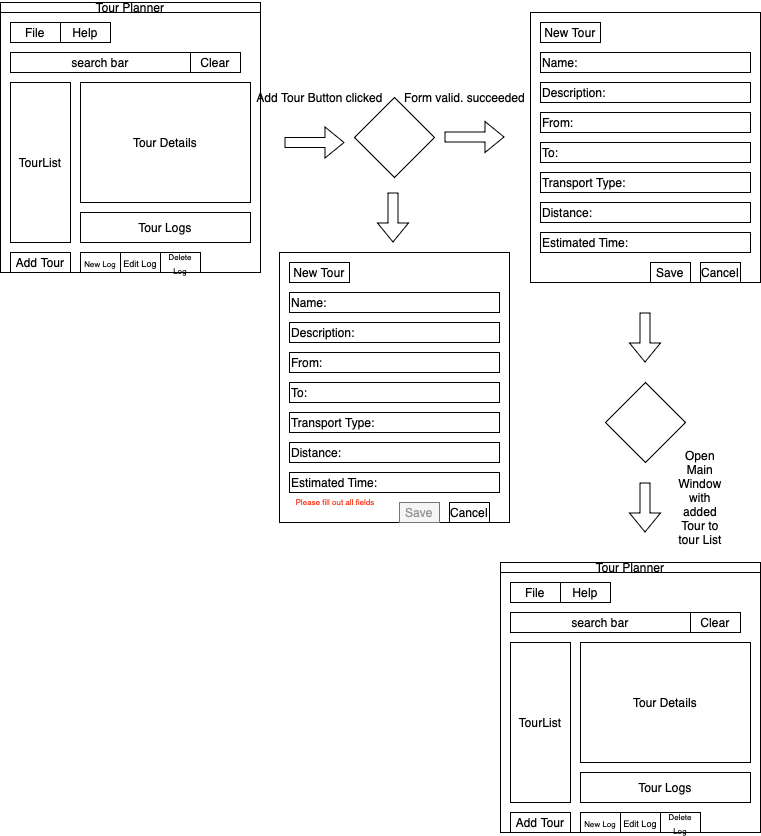 Tour Planner
File
Help
search bar
Clear
TourList
Tour Details
Tour Logs
Add Tour
New Log
Edit Log
Delete
Log
Add Tour Button clicked
Form valid. succeeded
New Tour
Name:
Description:
From:
To:
Transport Type:
Distance:
Estimated Time:
Save
Cancel
New Tour
Name:
Description:
From:
To:
Transport Type:
Distance:
Estimated Time:
Please fill out all fields
Save
Cancel
Open
Main
Window
with
added
Tour to
tour List
Tour Planner
File
Help
search bar
Clear
TourList
Tour Details
Tour Logs
Add Tour
New Log
Edit Log
Delete
Log